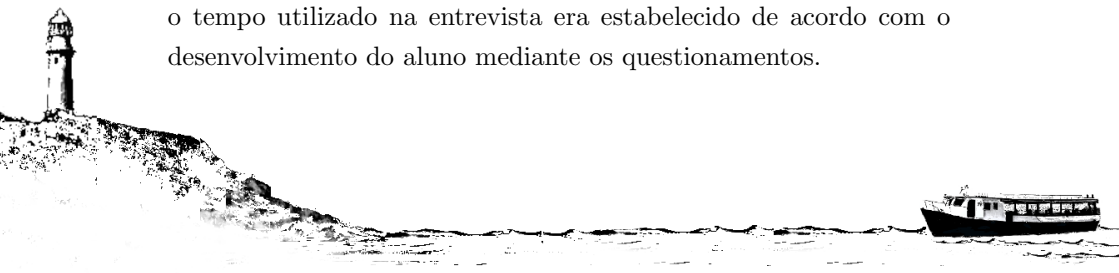 o tempo utilizado na entrevista era estabelecido de acordo com o
desenvolvimento do aluno mediante os questionamentos.